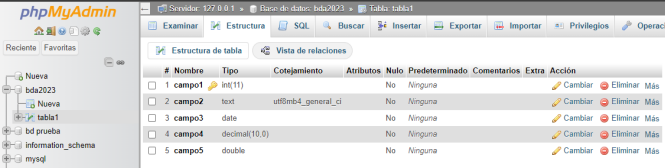 phpMyAdmin
Reciente Favoritas
Nueva
bda2023
Nueva
tabla1
bd prueba
information_schema
mysql
Servidor: 127.0.0.1 » Base de datos: bda2023 » Tabla: tabla1
Examinar Estructura SQL Buscar Insertar Exportar Importar Privilegios
Estructura de tabla Vista de relaciones
# Nombre Tipo Cotejamiento Atributos Nulo Predeterminado Comentarios Extra Acción
1 campo1 int(11) No Ninguna Cambiar Eliminar Más
2 campo2 text utf8mb4_general_ci No Ninguna Cambiar Eliminar Más
3 campo3 date No Ninguna Cambiar Eliminar Más
4 campo4 decimal(10,0) No Ninguna Cambiar Eliminar Más
5 campo5 double No Ninguna Cambiar Eliminar Más